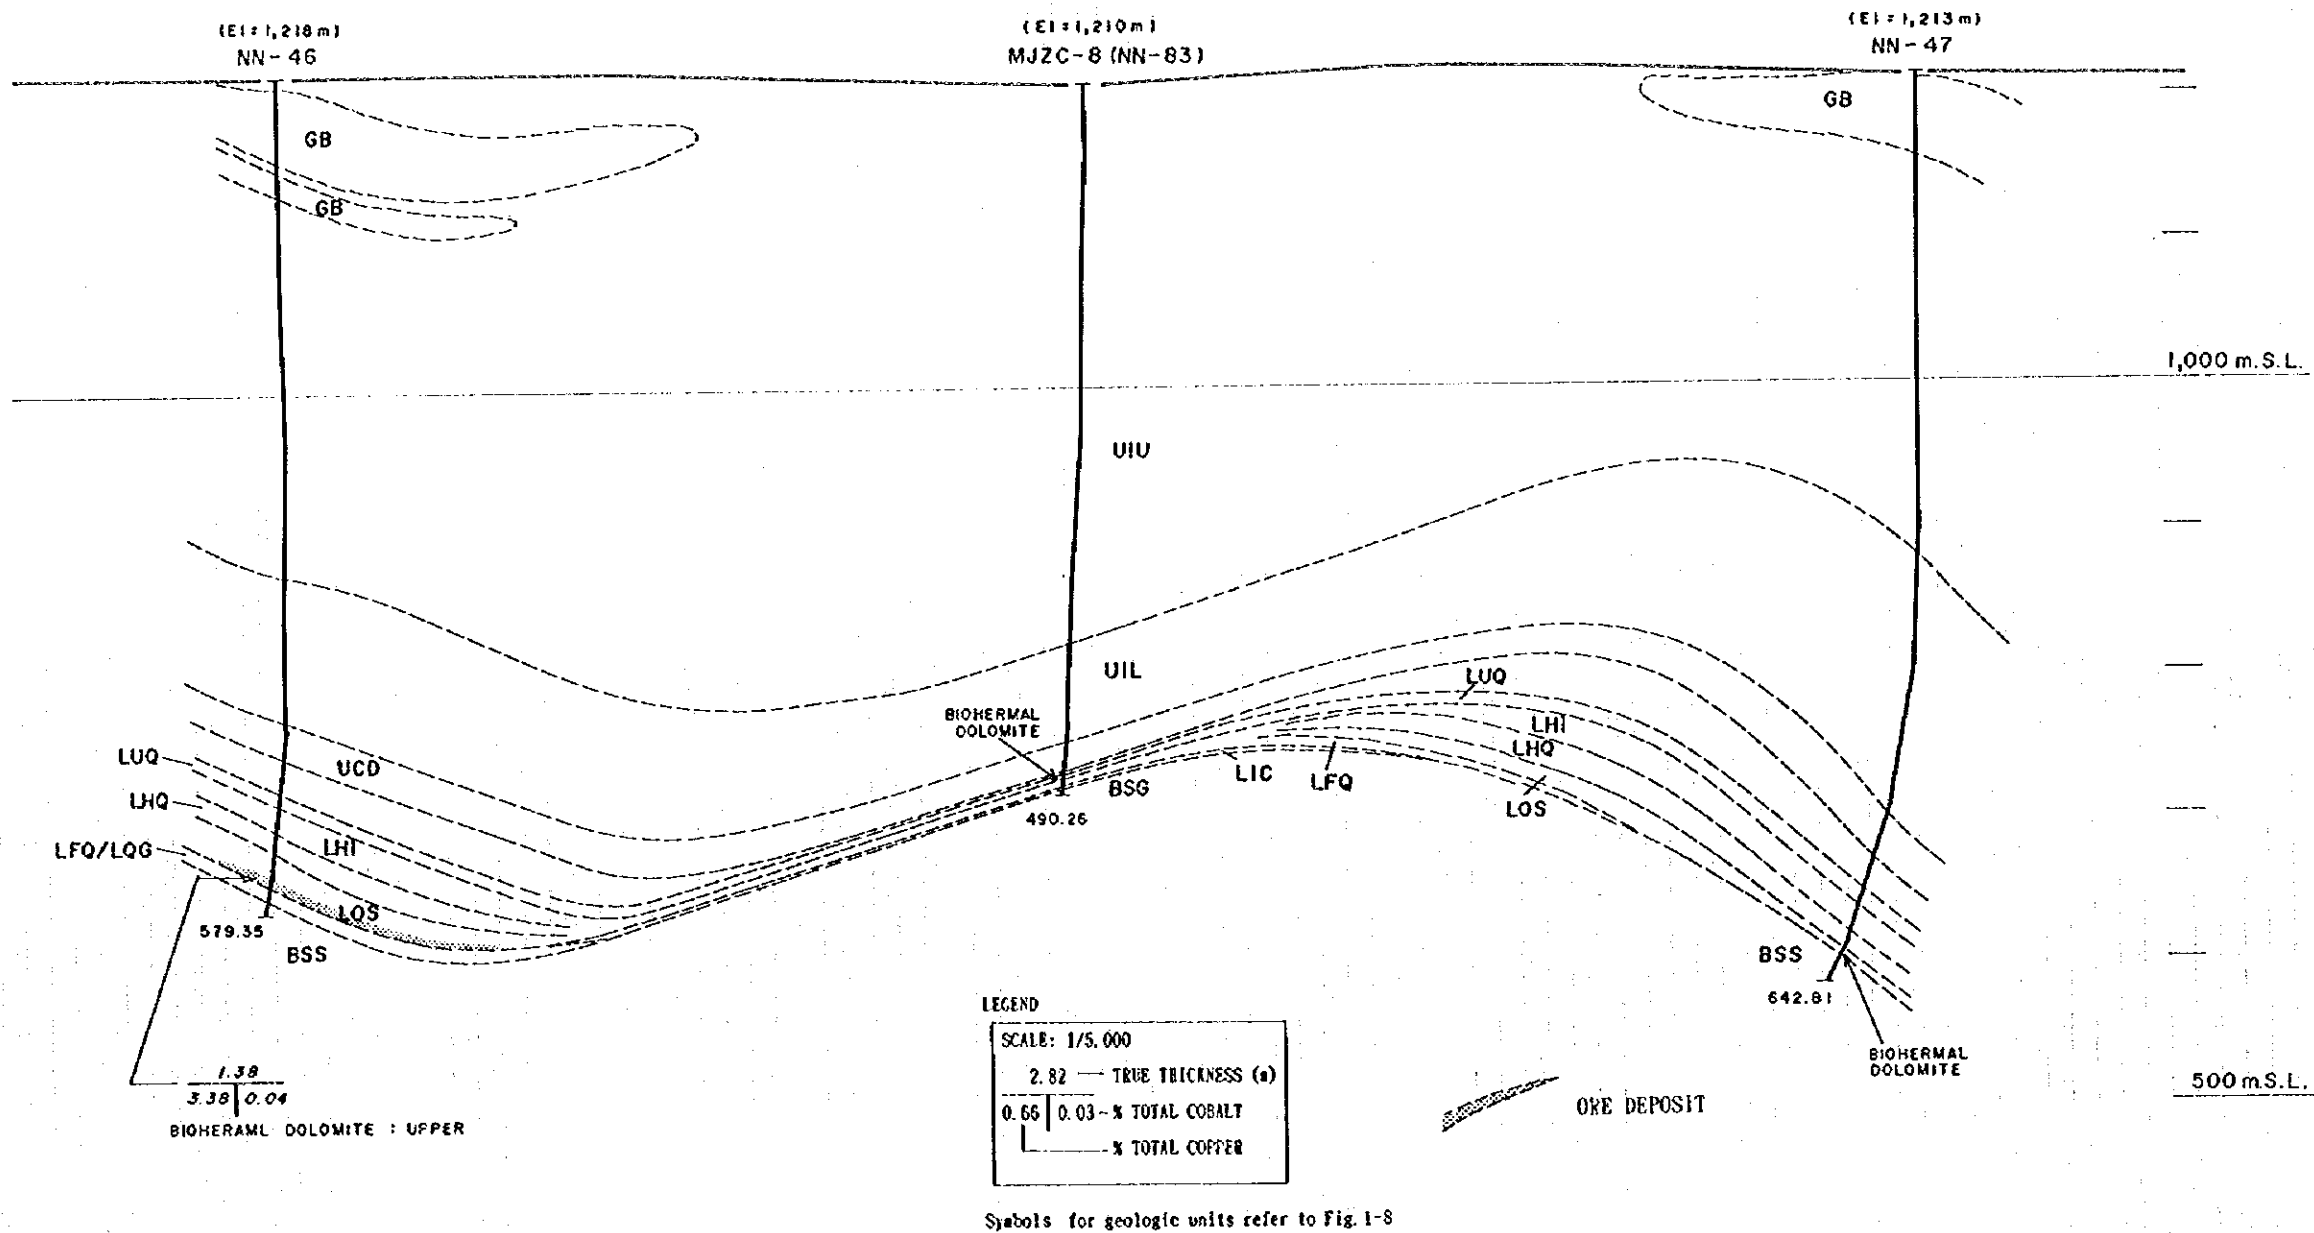 (El=1,218m)
NN-46
(El=1,210m)
MJZC-8 (NN-83)
(El=1,213m)
NN-47
GB
GB
GB
1,000 m.S.L.
UIU
UIL
BIOHERMAL
DOLOMITE
LUQ
LUQ
UCD
LHI
LHQ
LHQ
LIC
LFQ
BSG
LOS
490.26
LFQ/LQG
LHI
LOS
579.35
BSS
BSS
642.81
BIOHERMAL
DOLOMITE
500 m.S.L.
1.38
3.38 0.04
BIOHERAML DOLOMITE : UPPER
LEGEND
SCALE: 1/5,000
2.82 — TRUE THICKNESS (m)
0.66 0.03 - % TOTAL COBALT
% TOTAL COPPER
ORE DEPOSIT
Symbols for geologic units refer to Fig. 1-8